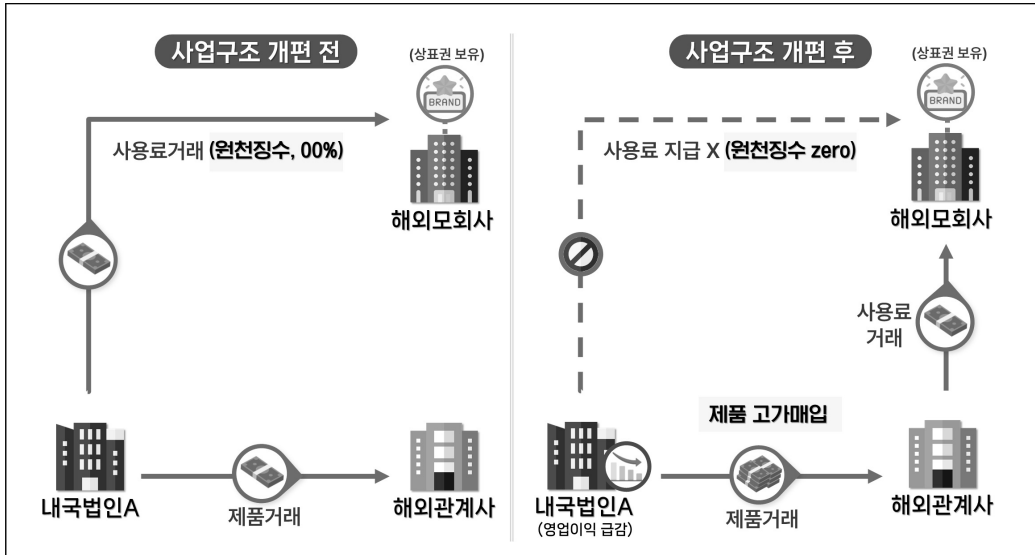 사업구조 개편 전
(상표권 보유)
BRAND
사용료거래 (원천징수, 00%)
해외모회사
내국법인A
제품거래
해외관계사
사업구조 개편 후
(상표권 보유)
BRAND
사용료 지급 X (원천징수 zero)
해외모회사
사용료
거래
제품 고가매입
내국법인A
(영업이익 급감)
제품거래
해외관계사